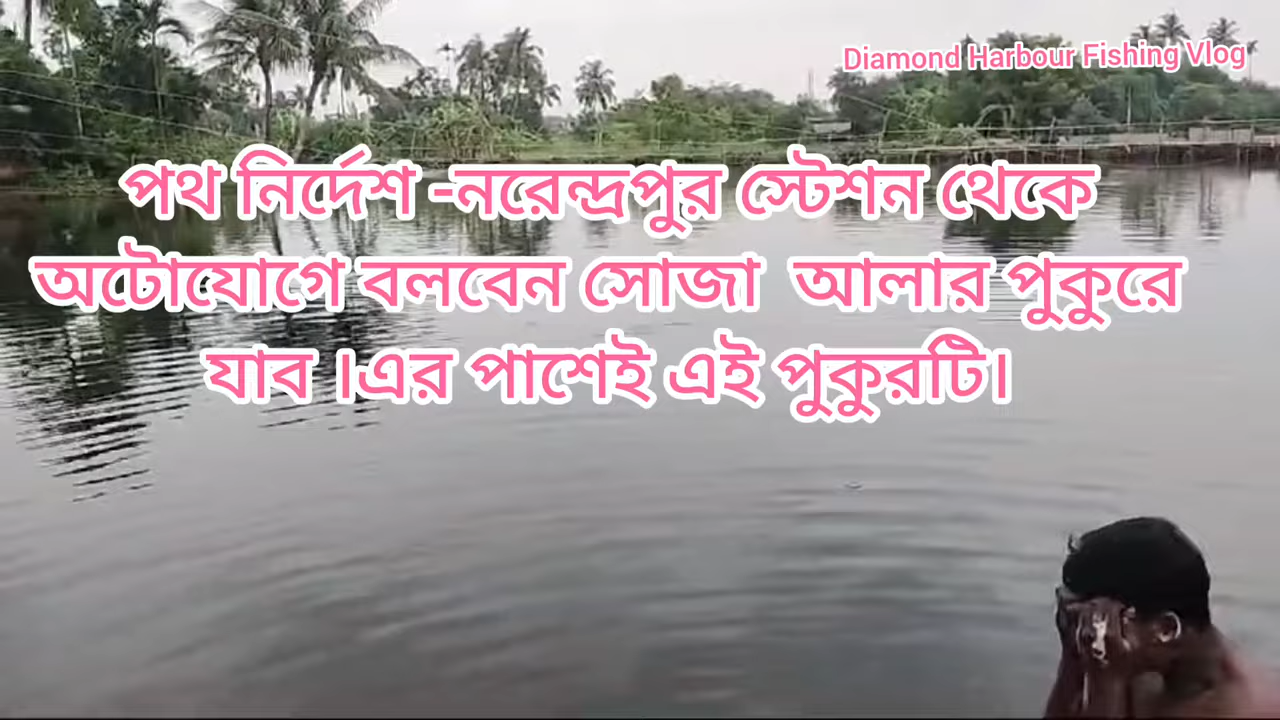 Diamond Harbour Fishing Vlog
পথ নির্দেশ -নরেন্দ্রপুর স্টেশন থেকে
অটোযোগে বলবেন সোজা  আলার পুকুরে
যাব ।এর পাশেই এই পুকুরটি।